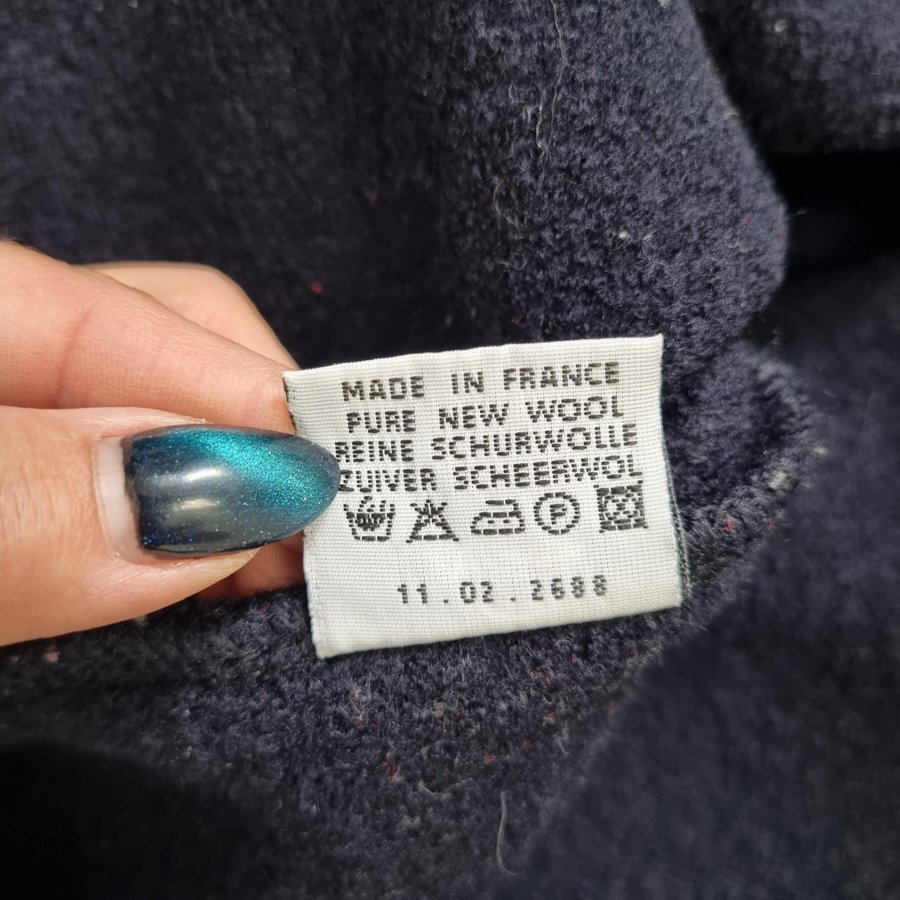 MADE IN FRANCE
PURE NEW WOOL
REINE SCHURWOLLE
ZUIVER SCHEERWOL
P
11.02.2688